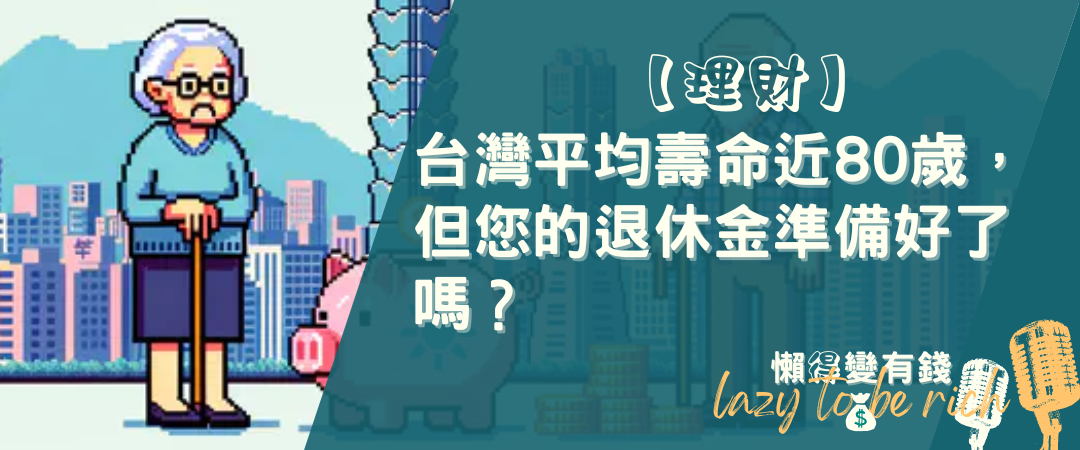 【理財】
台灣平均壽命近80歲，
但您的退休金準備好了
嗎？
懶得變有錢
lazy to be rich
$